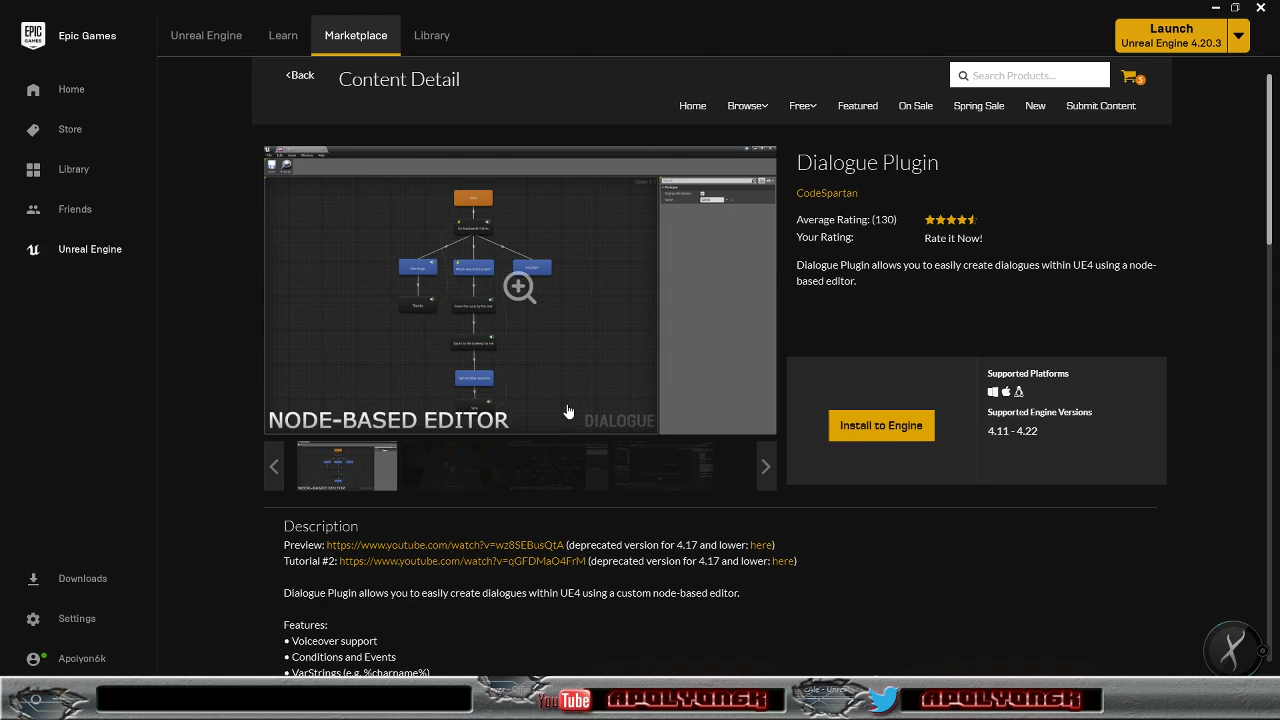 EPIC GAMES
Epic Games
Unreal Engine
Learn
Marketplace
Library
Launch
Unreal Engine 4.20.3
Home
Store
Library
Friends
Unreal Engine
Downloads
Settings
Apolyon6k
<Back
Content Detail
Search Products...
5
Home
Browse
Free
Featured
On Sale
Spring Sale
New
Submit Content
NODE-BASED EDITOR
DIALOGUE
Dialogue Plugin
CodeSpartan
Average Rating: (130)
Your Rating:
Rate it Now!
Dialogue Plugin allows you to easily create dialogues within UE4 using a node-
based editor.
Install to Engine
Supported Platforms
Supported Engine Versions
4.11 - 4.22
Description
Preview: https://www.youtube.com/watch?v=wz8SEBusQtA (deprecated version for 4.17 and lower: here)
Tutorial #2: https://www.youtube.com/watch?v=qGFDMaO4FrM (deprecated version for 4.17 and lower: here)
Dialogue Plugin allows you to easily create dialogues within UE4 using a custom node-based editor.
Features:
• Voiceover support
• Conditions and Events
• VarStrings (e.g. %charname%)
YouTube
APOLYON6K
APOLYON6K